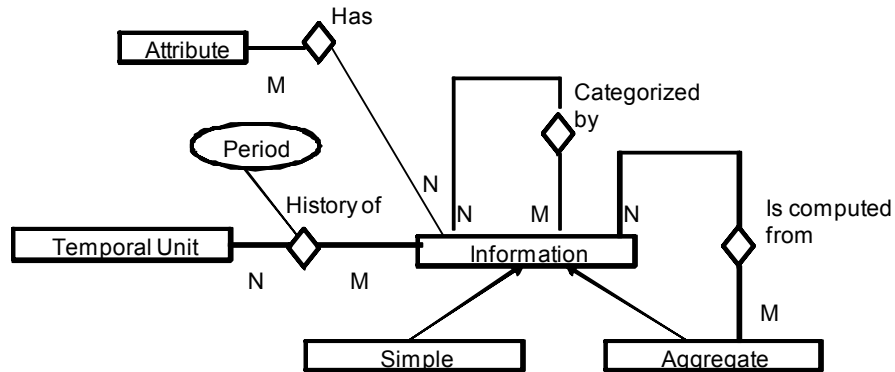 Has
Attribute
M
Categorized
by
Period
N
History of
N
M
N
Is computed
from
Temporal Unit
Information
N
M
M
Simple
Aggregate